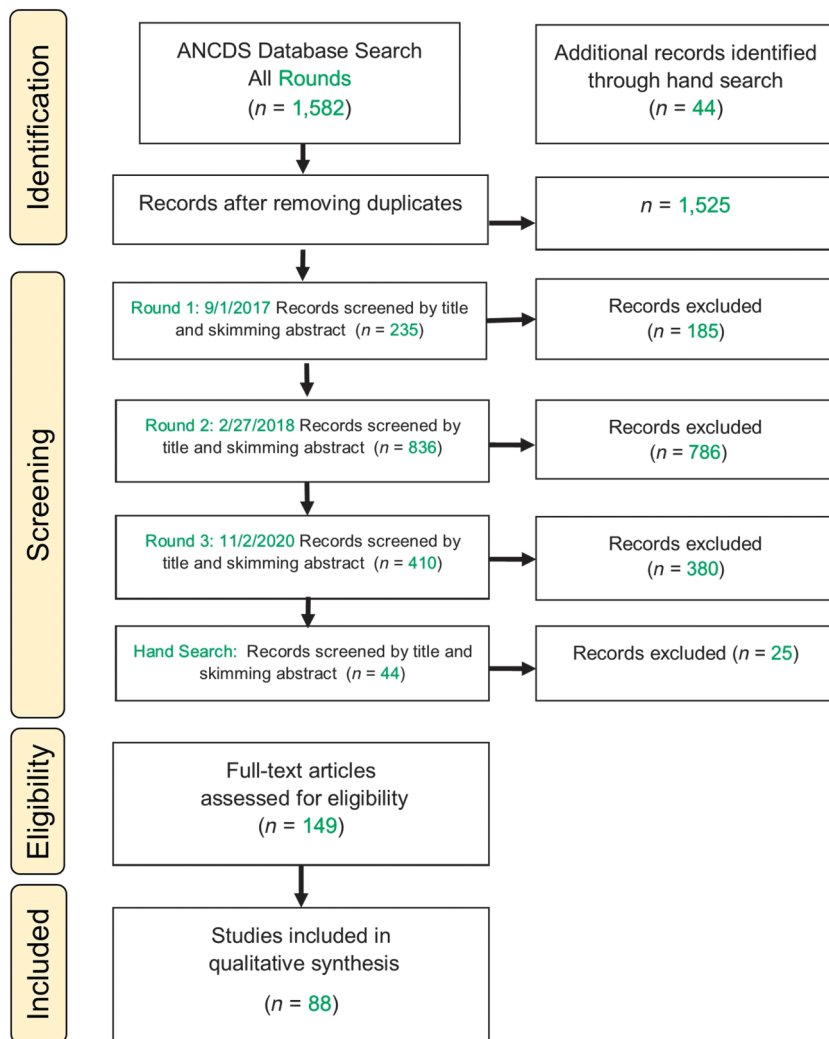 Identification
ANCDS Database Search
All Rounds
(n = 1,582)
Additional records identified
through hand search
(n = 44)
Records after removing duplicates
n = 1,525
Screening
Round 1: 9/1/2017 Records screened by title
and skimming abstract (n = 235)
Records excluded
(n = 185)
Round 2: 2/27/2018 Records screened by
title and skimming abstract (n = 836)
Records excluded
(n = 786)
Round 3: 11/2/2020 Records screened by
title and skimming abstract (n = 410)
Records excluded
(n = 380)
Hand Search: Records screened by title and
skimming abstract (n = 44)
Records excluded (n = 25)
Eligibility
Full-text articles
assessed for eligibility
(n = 149)
Included
Studies included in
qualitative synthesis
(n = 88)